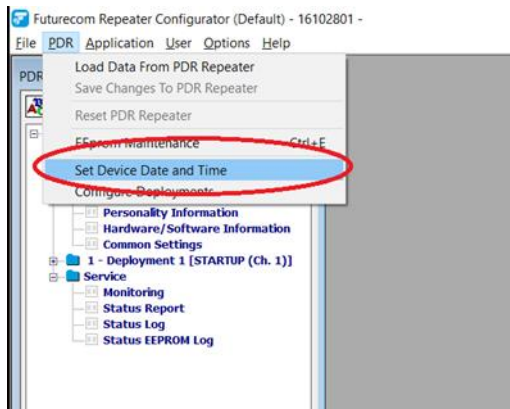 Futurecom Repeater Configurator (Default) - 16102801 -
File PDR Application User Options Help
Load Data From PDR Repeater
PDR
Save Changes To PDR Repeater
Reset PDR Repeater
EEprom Maintenance Ctrl+E
Set Device Date and Time
Configure Deployments
Personality Information
Hardware/Software Information
Common Settings
1 - Deployment 1 [STARTUP (Ch. 1)]
Service
Monitoring
Status Report
Status Log
Status EEPROM Log